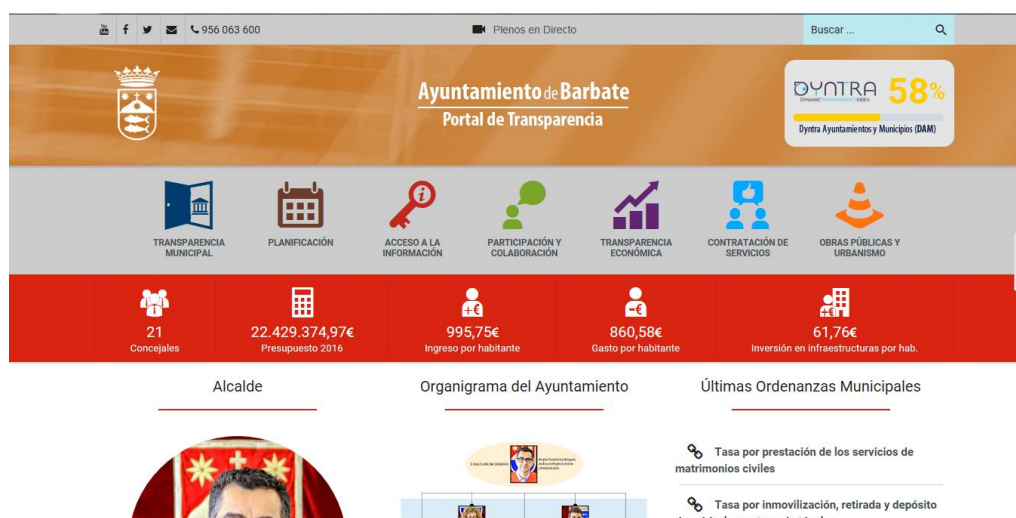 956 063 600
Plenos en Directo
Buscar ...
Ayuntamiento de Barbate
Portal de Transparencia
DYNTRA 58%
Dyntra Ayuntamientos y Municipios (DAM)
TRANSPARENCIA
MUNICIPAL
PLANIFICACIÓN
ACCESO A LA
INFORMACIÓN
PARTICIPACIÓN Y
COLABORACIÓN
TRANSPARENCIA
ECONÓMICA
CONTRATACIÓN DE
SERVICIOS
OBRAS PÚBLICAS Y
URBANISMO
21
Concejales
22.429.374,97€
Presupuesto 2016
+€
995,75€
Ingreso por habitante
-€
860,58€
Gasto por habitante
+€
61,76€
Inversión en infraestructuras por hab.
Alcalde
Organigrama del Ayuntamiento
Últimas Ordenanzas Municipales
Tasa por prestación de los servicios de
matrimonios civiles
Tasa por inmovilización, retirada y depósito